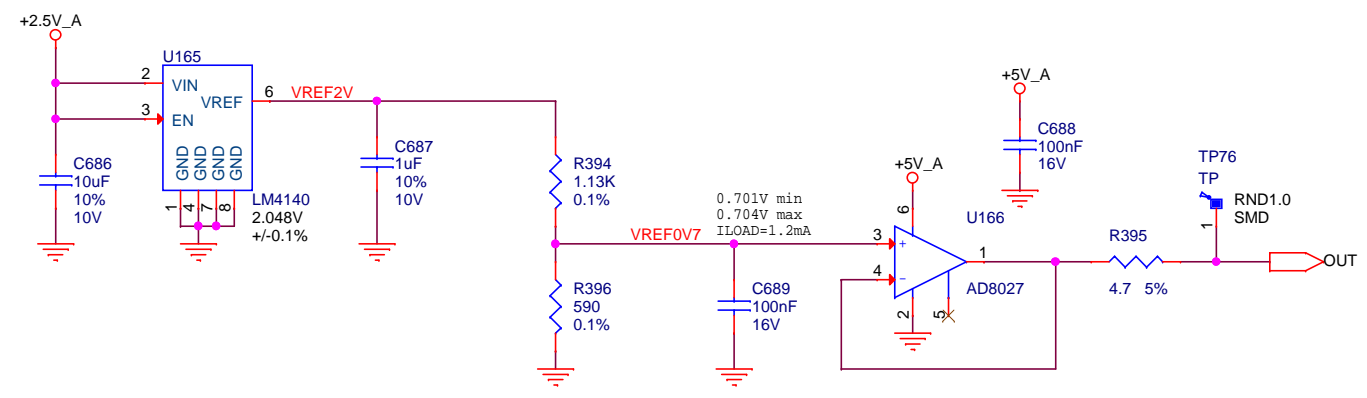 +2.5V_A
U165
2
VIN
6
VREF2V
VREF
3
EN
GND
GND
GND
GND
1
4
7
8
LM4140
2.048V
+/-0.1%
C686
10uF
10%
10V
C687
1uF
10%
10V
R394
1.13K
0.1%
VREF0V7
R396
590
0.1%
0.701V min
0.704V max
ILOAD=1.2mA
C689
100nF
16V
+5V_A
C688
100nF
16V
+5V_A
6
U166
3
+
4
−
1
2
5
AD8027
R395
4.7 5%
TP76
TP
RND1.0
SMD
1
OUT